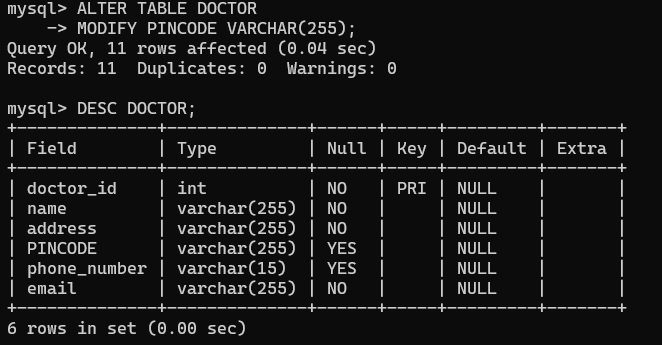 mysql> ALTER TABLE DOCTOR
    -> MODIFY PINCODE VARCHAR(255);
Query OK, 11 rows affected (0.04 sec)
Records: 11  Duplicates: 0  Warnings: 0

mysql> DESC DOCTOR;
+--------------+--------------+------+-----+---------+-------+
| Field        | Type         | Null | Key | Default | Extra |
+--------------+--------------+------+-----+---------+-------+
| doctor_id    | int          | NO   | PRI | NULL    |       |
| name         | varchar(255) | NO   |     | NULL    |       |
| address      | varchar(255) | NO   |     | NULL    |       |
| PINCODE      | varchar(255) | YES  |     | NULL    |       |
| phone_number | varchar(15)  | YES  |     | NULL    |       |
| email        | varchar(255) | NO   |     | NULL    |       |
+--------------+--------------+------+-----+---------+-------+
6 rows in set (0.00 sec)